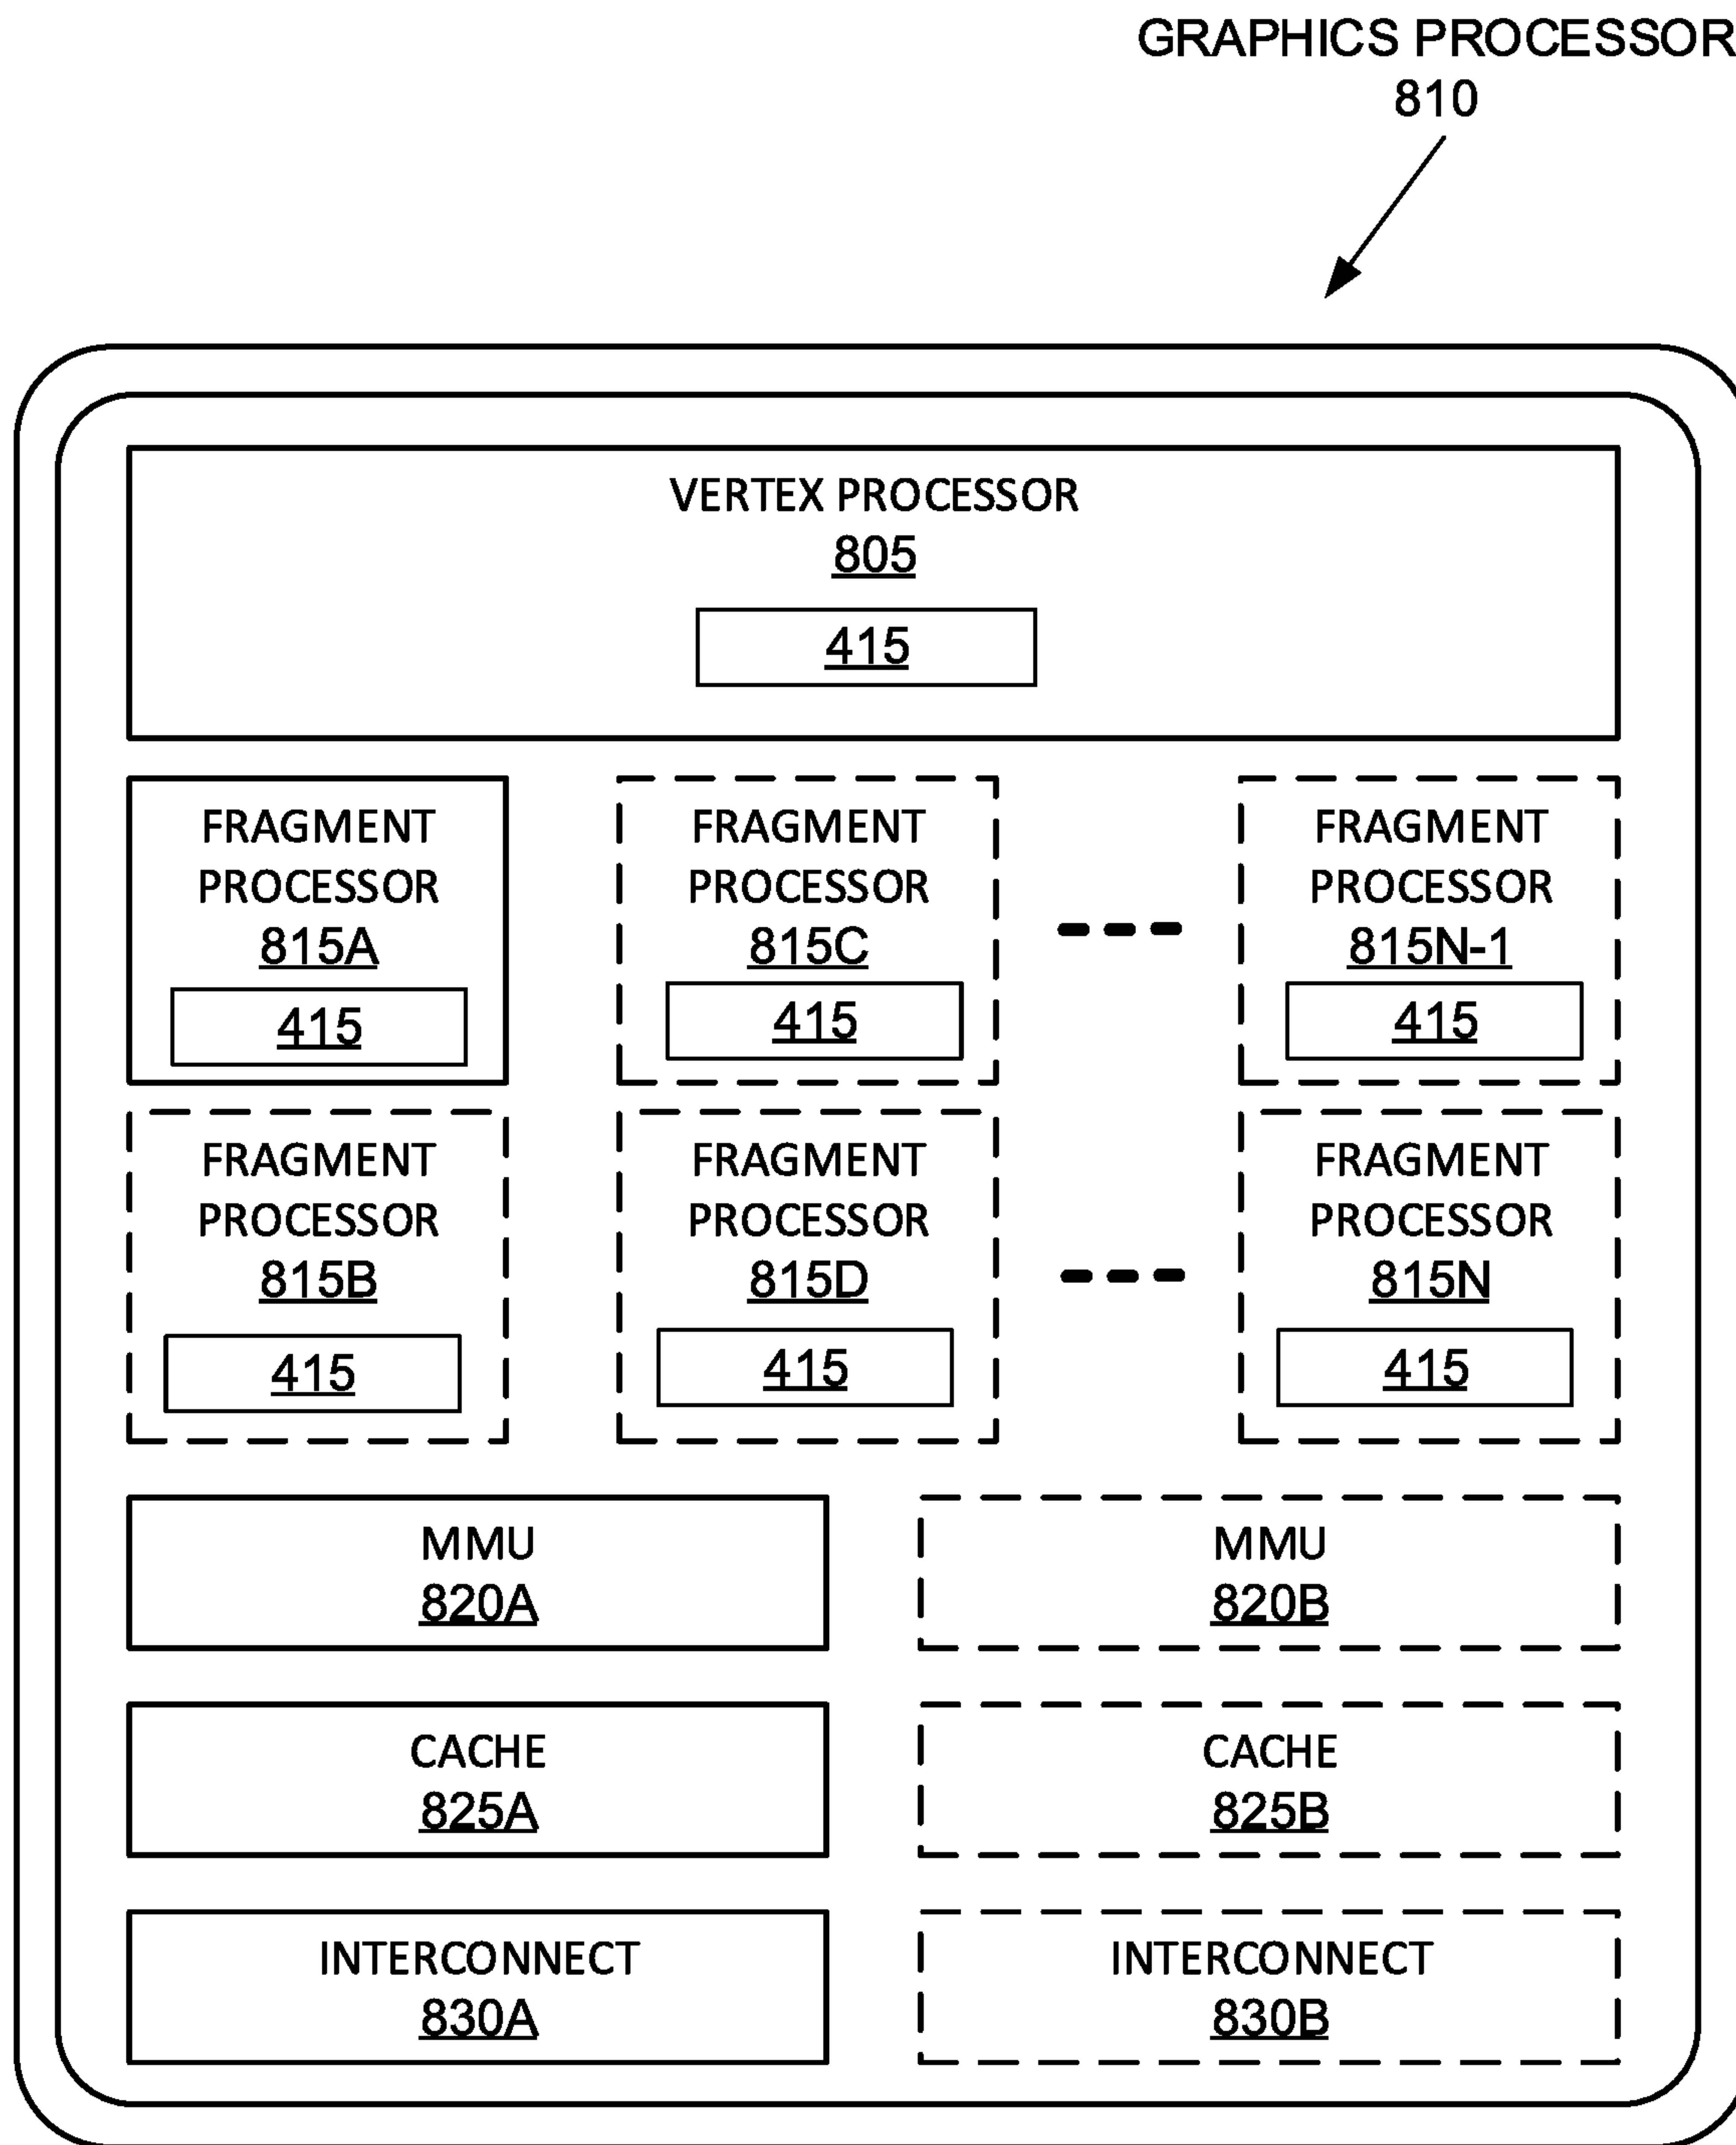 GRAPHICS PROCESSOR
810
VERTEX PROCESSOR
805
415
FRAGMENT
PROCESSOR
815A
415
FRAGMENT
PROCESSOR
815C
415
FRAGMENT
PROCESSOR
815N-1
415
FRAGMENT
PROCESSOR
815B
415
FRAGMENT
PROCESSOR
815D
415
FRAGMENT
PROCESSOR
815N
415
MMU
820A
MMU
820B
CACHE
825A
CACHE
825B
INTERCONNECT
830A
INTERCONNECT
830B